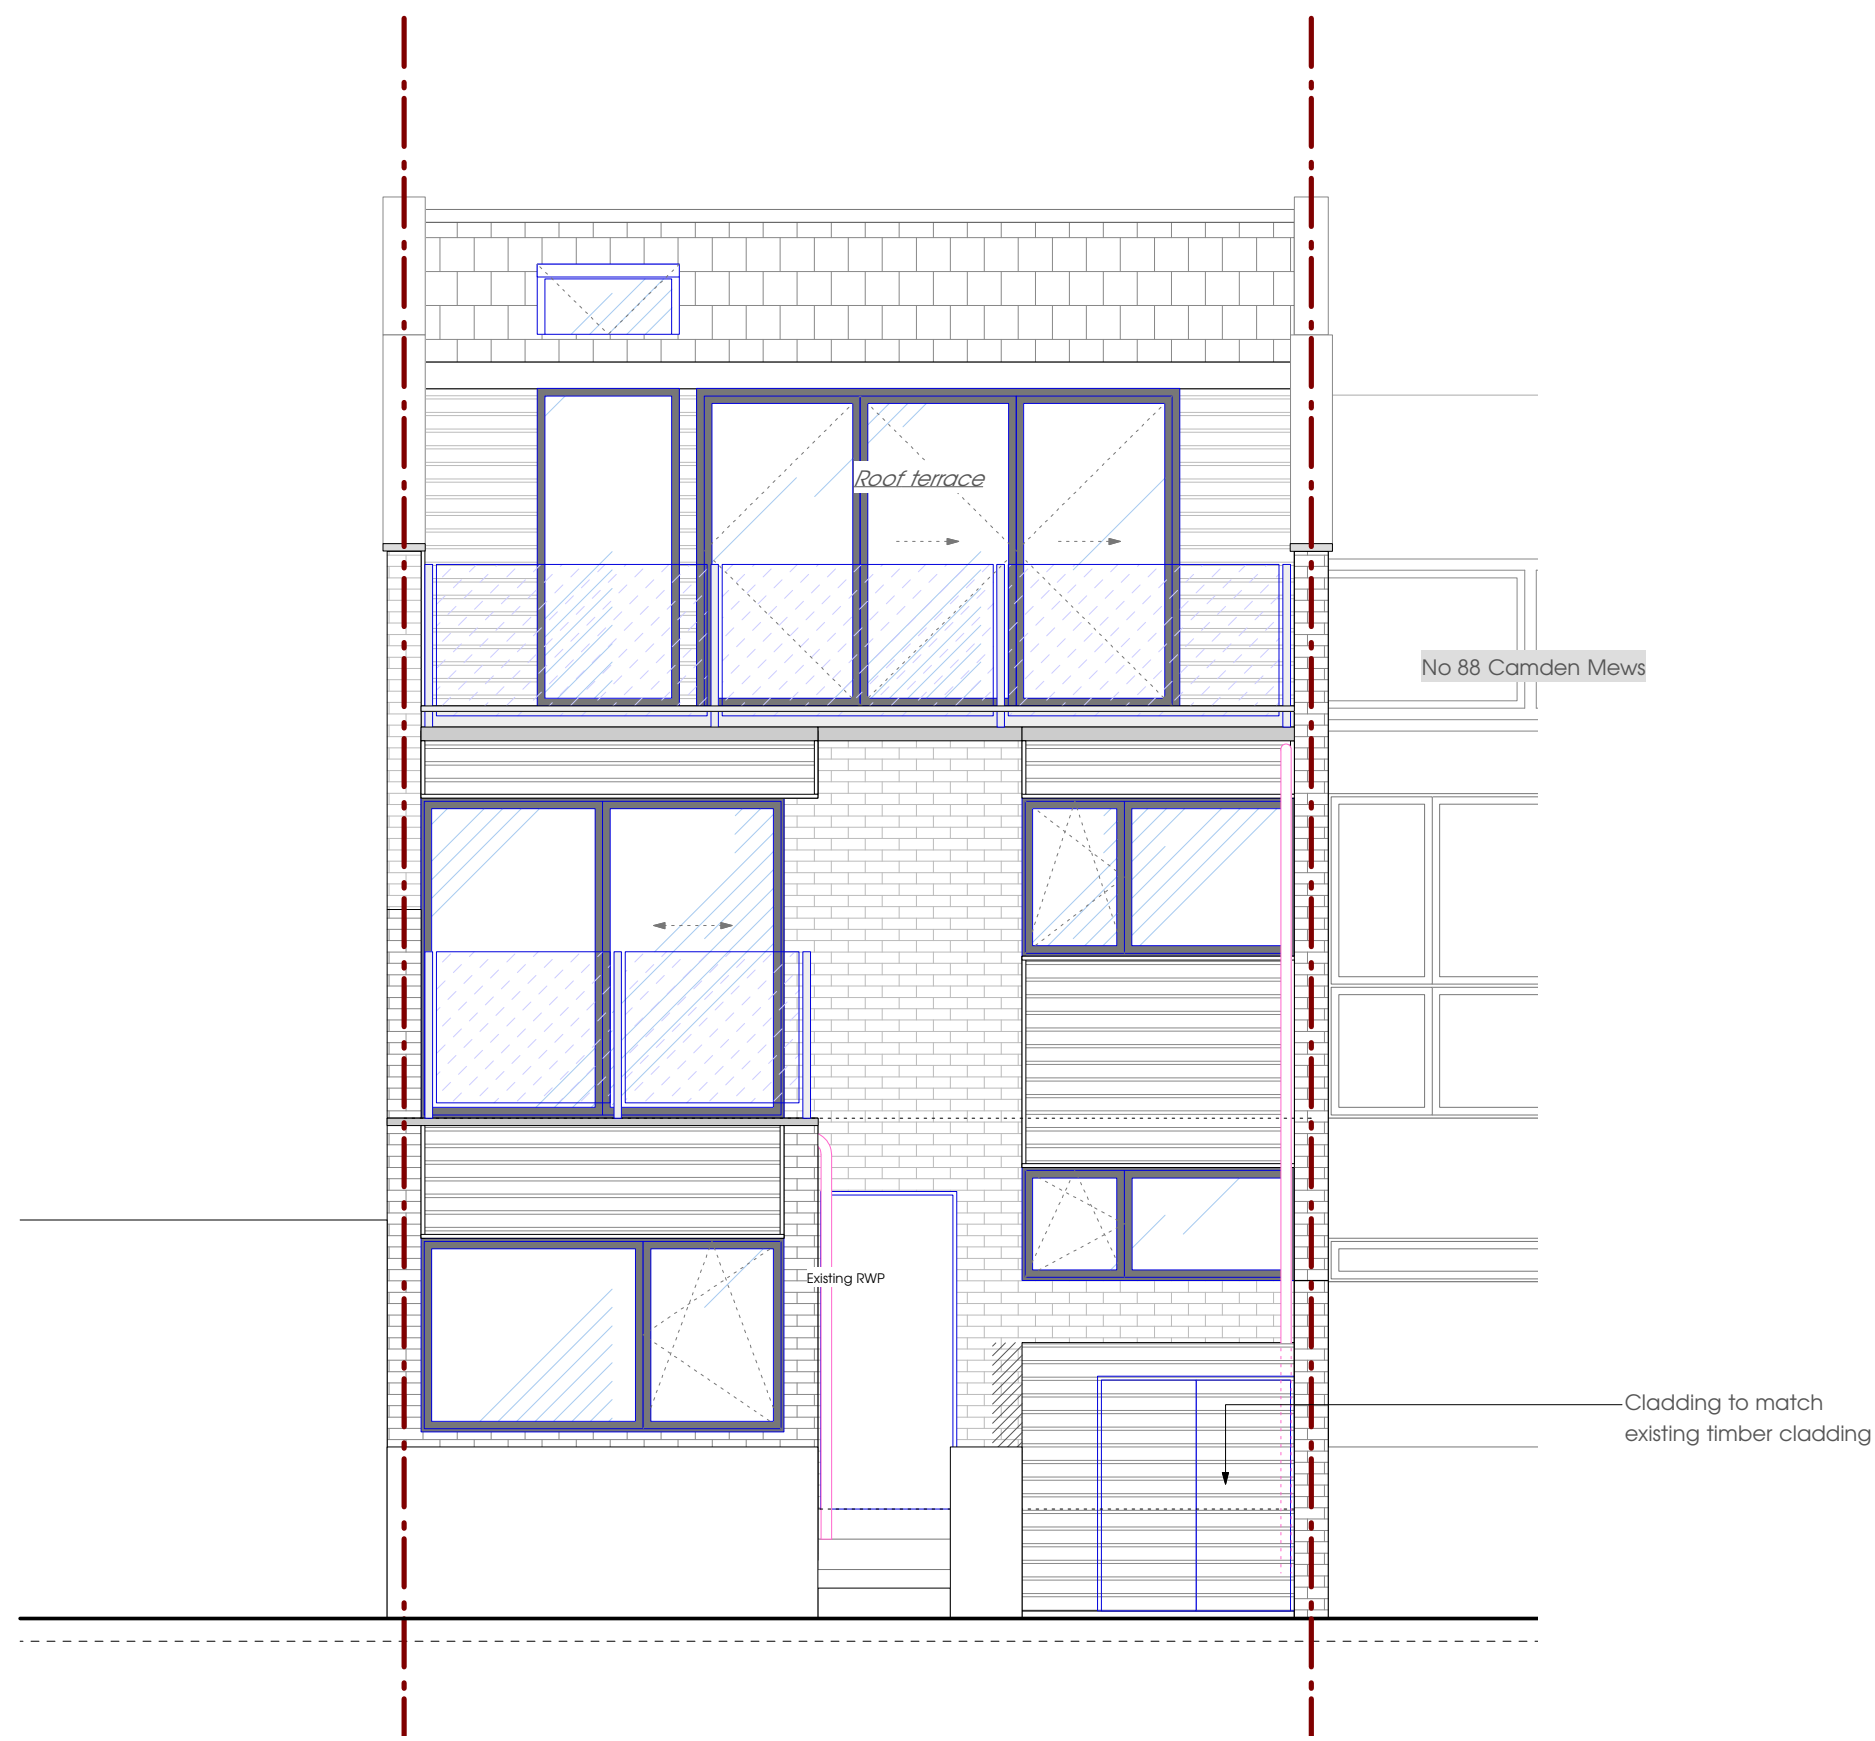 Roof terrace
No 88 Camden Mews
Existing RWP
Cladding to match
existing timber cladding